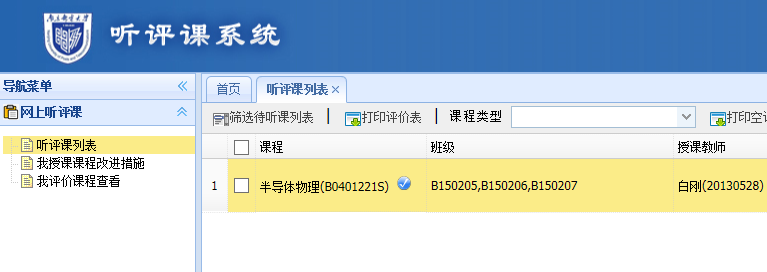 听评课系统
导航菜单
网上听评课
听评课列表
我授课课程改进措施
我评价课程查看
首页 听评课列表
筛选待听课列表 打印评价表 课程类型 打印空
课程 班级 授课教师
1 半导体物理(B0401221S) B150205,B150206,B150207 白刚(20130528)